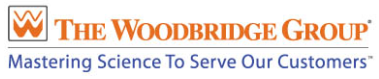 THE WOODBRIDGE GROUP®
Mastering Science To Serve Our Customers™